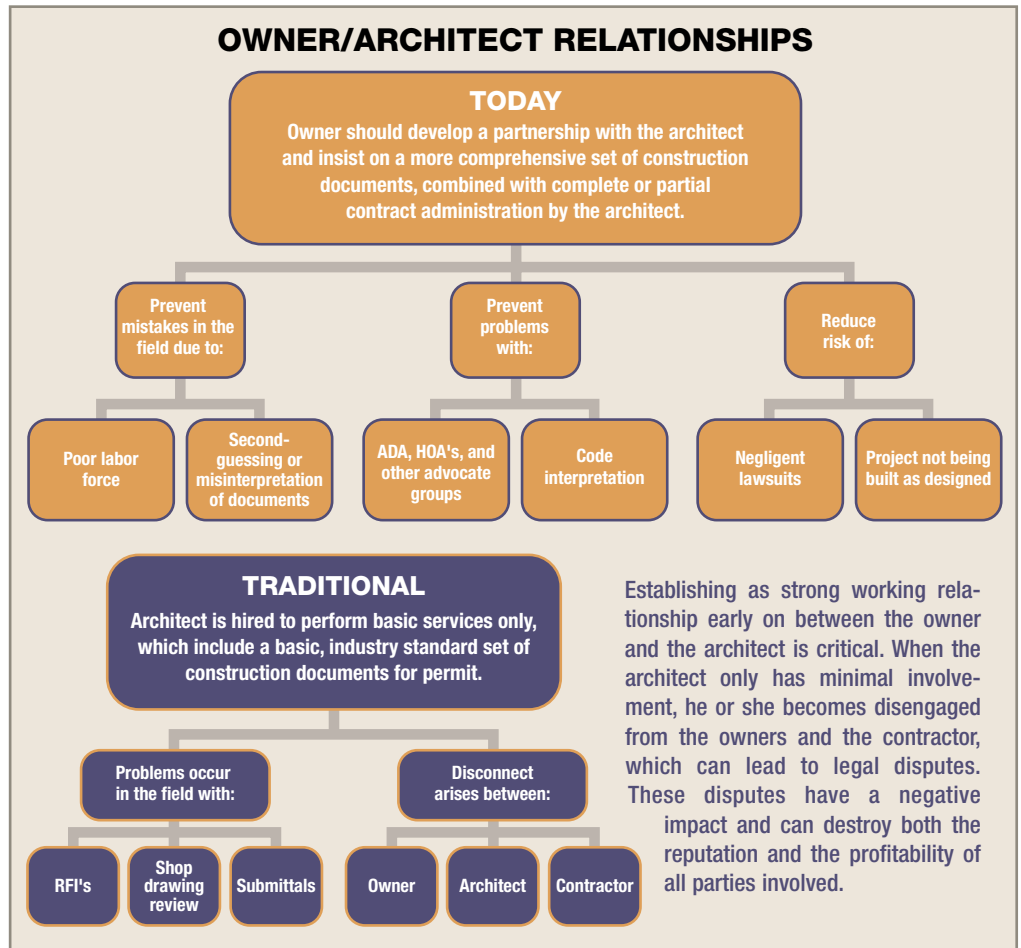 OWNER/ARCHITECT RELATIONSHIPS
TODAY
Owner should develop a partnership with the architect
and insist on a more comprehensive set of construction
documents, combined with complete or partial
contract administration by the architect.
Prevent
mistakes in the
field due to:
Prevent
problems
with:
Reduce
risk of:
Poor labor
force
Second-
guessing or
misinterpretation
of documents
ADA, HOA's, and
other advocate
groups
Code
interpretation
Negligent
lawsuits
Project not being
built as designed
TRADITIONAL
Architect is hired to perform basic services only,
which include a basic, industry standard set of
construction documents for permit.
Problems occur
in the field with:
Disconnect
arises between:
RFI's
Shop
drawing
review
Submittals
Owner
Architect
Contractor
Establishing as strong working rela-
tionship early on between the owner
and the architect is critical. When the
architect only has minimal involve-
ment, he or she becomes disengaged
from the owners and the contractor,
which can lead to legal disputes.
These disputes have a negative
impact and can destroy both the
reputation and the profitability of
all parties involved.